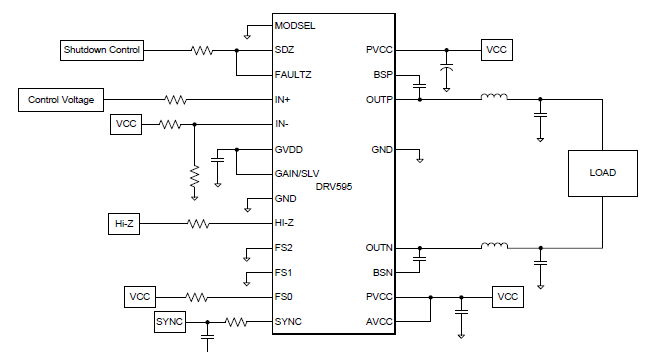 MODSEL
Shutdown Control
SDZ
PVCC
VCC
FAULTZ
BSP
Control Voltage
IN+
OUTP
VCC
IN-
GVDD
GND
GAIN/SLV
LOAD
DRV595
GND
Hi-Z
HI-Z
FS2
OUTN
FS1
BSN
VCC
FS0
PVCC
VCC
SYNC
SYNC
AVCC